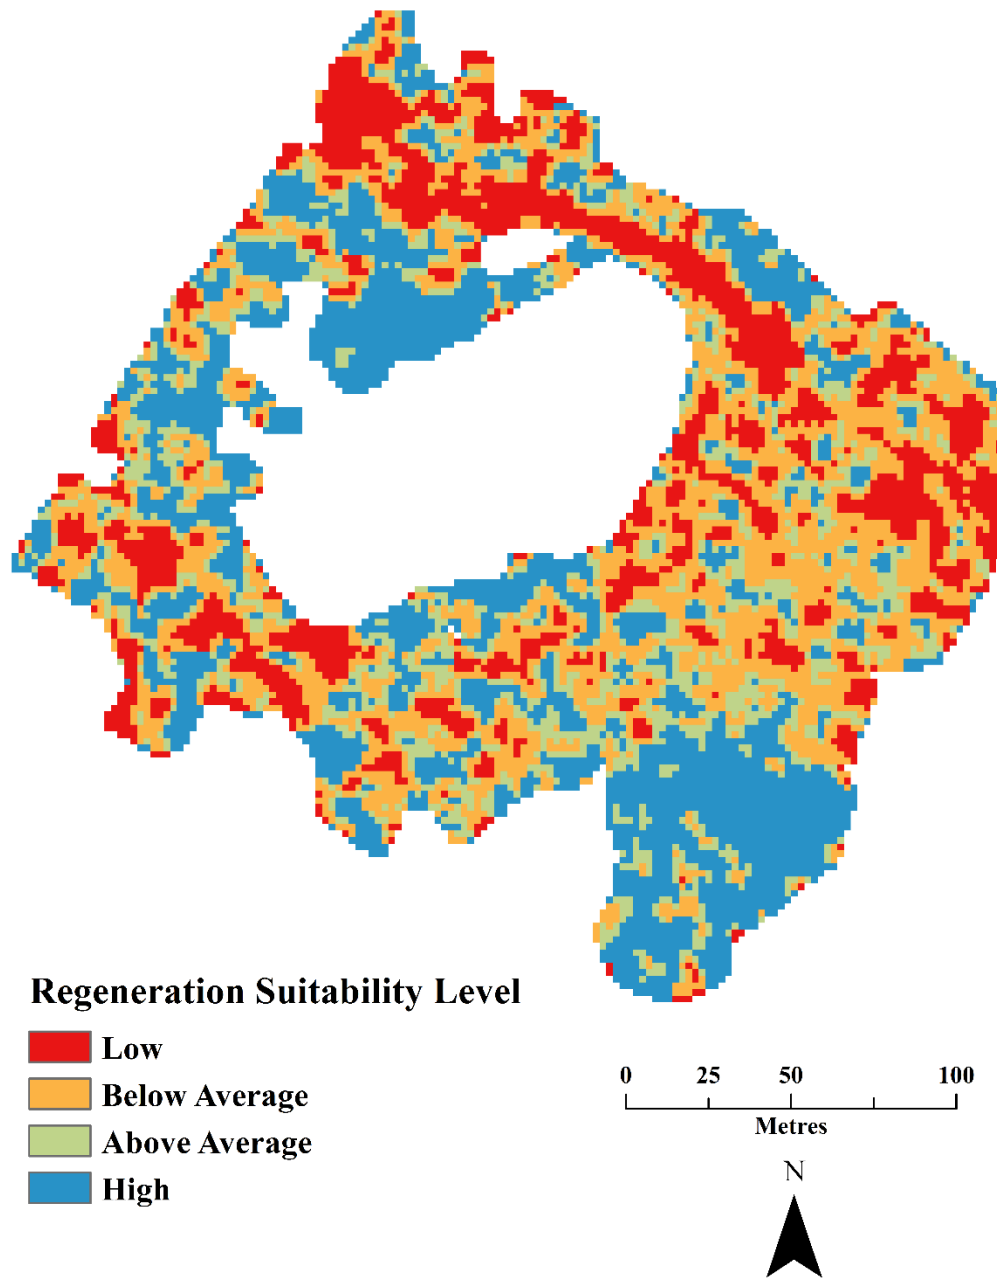 Regeneration Suitability Level
Low
Below Average
Above Average
High
0 25 50 100
Metres
N